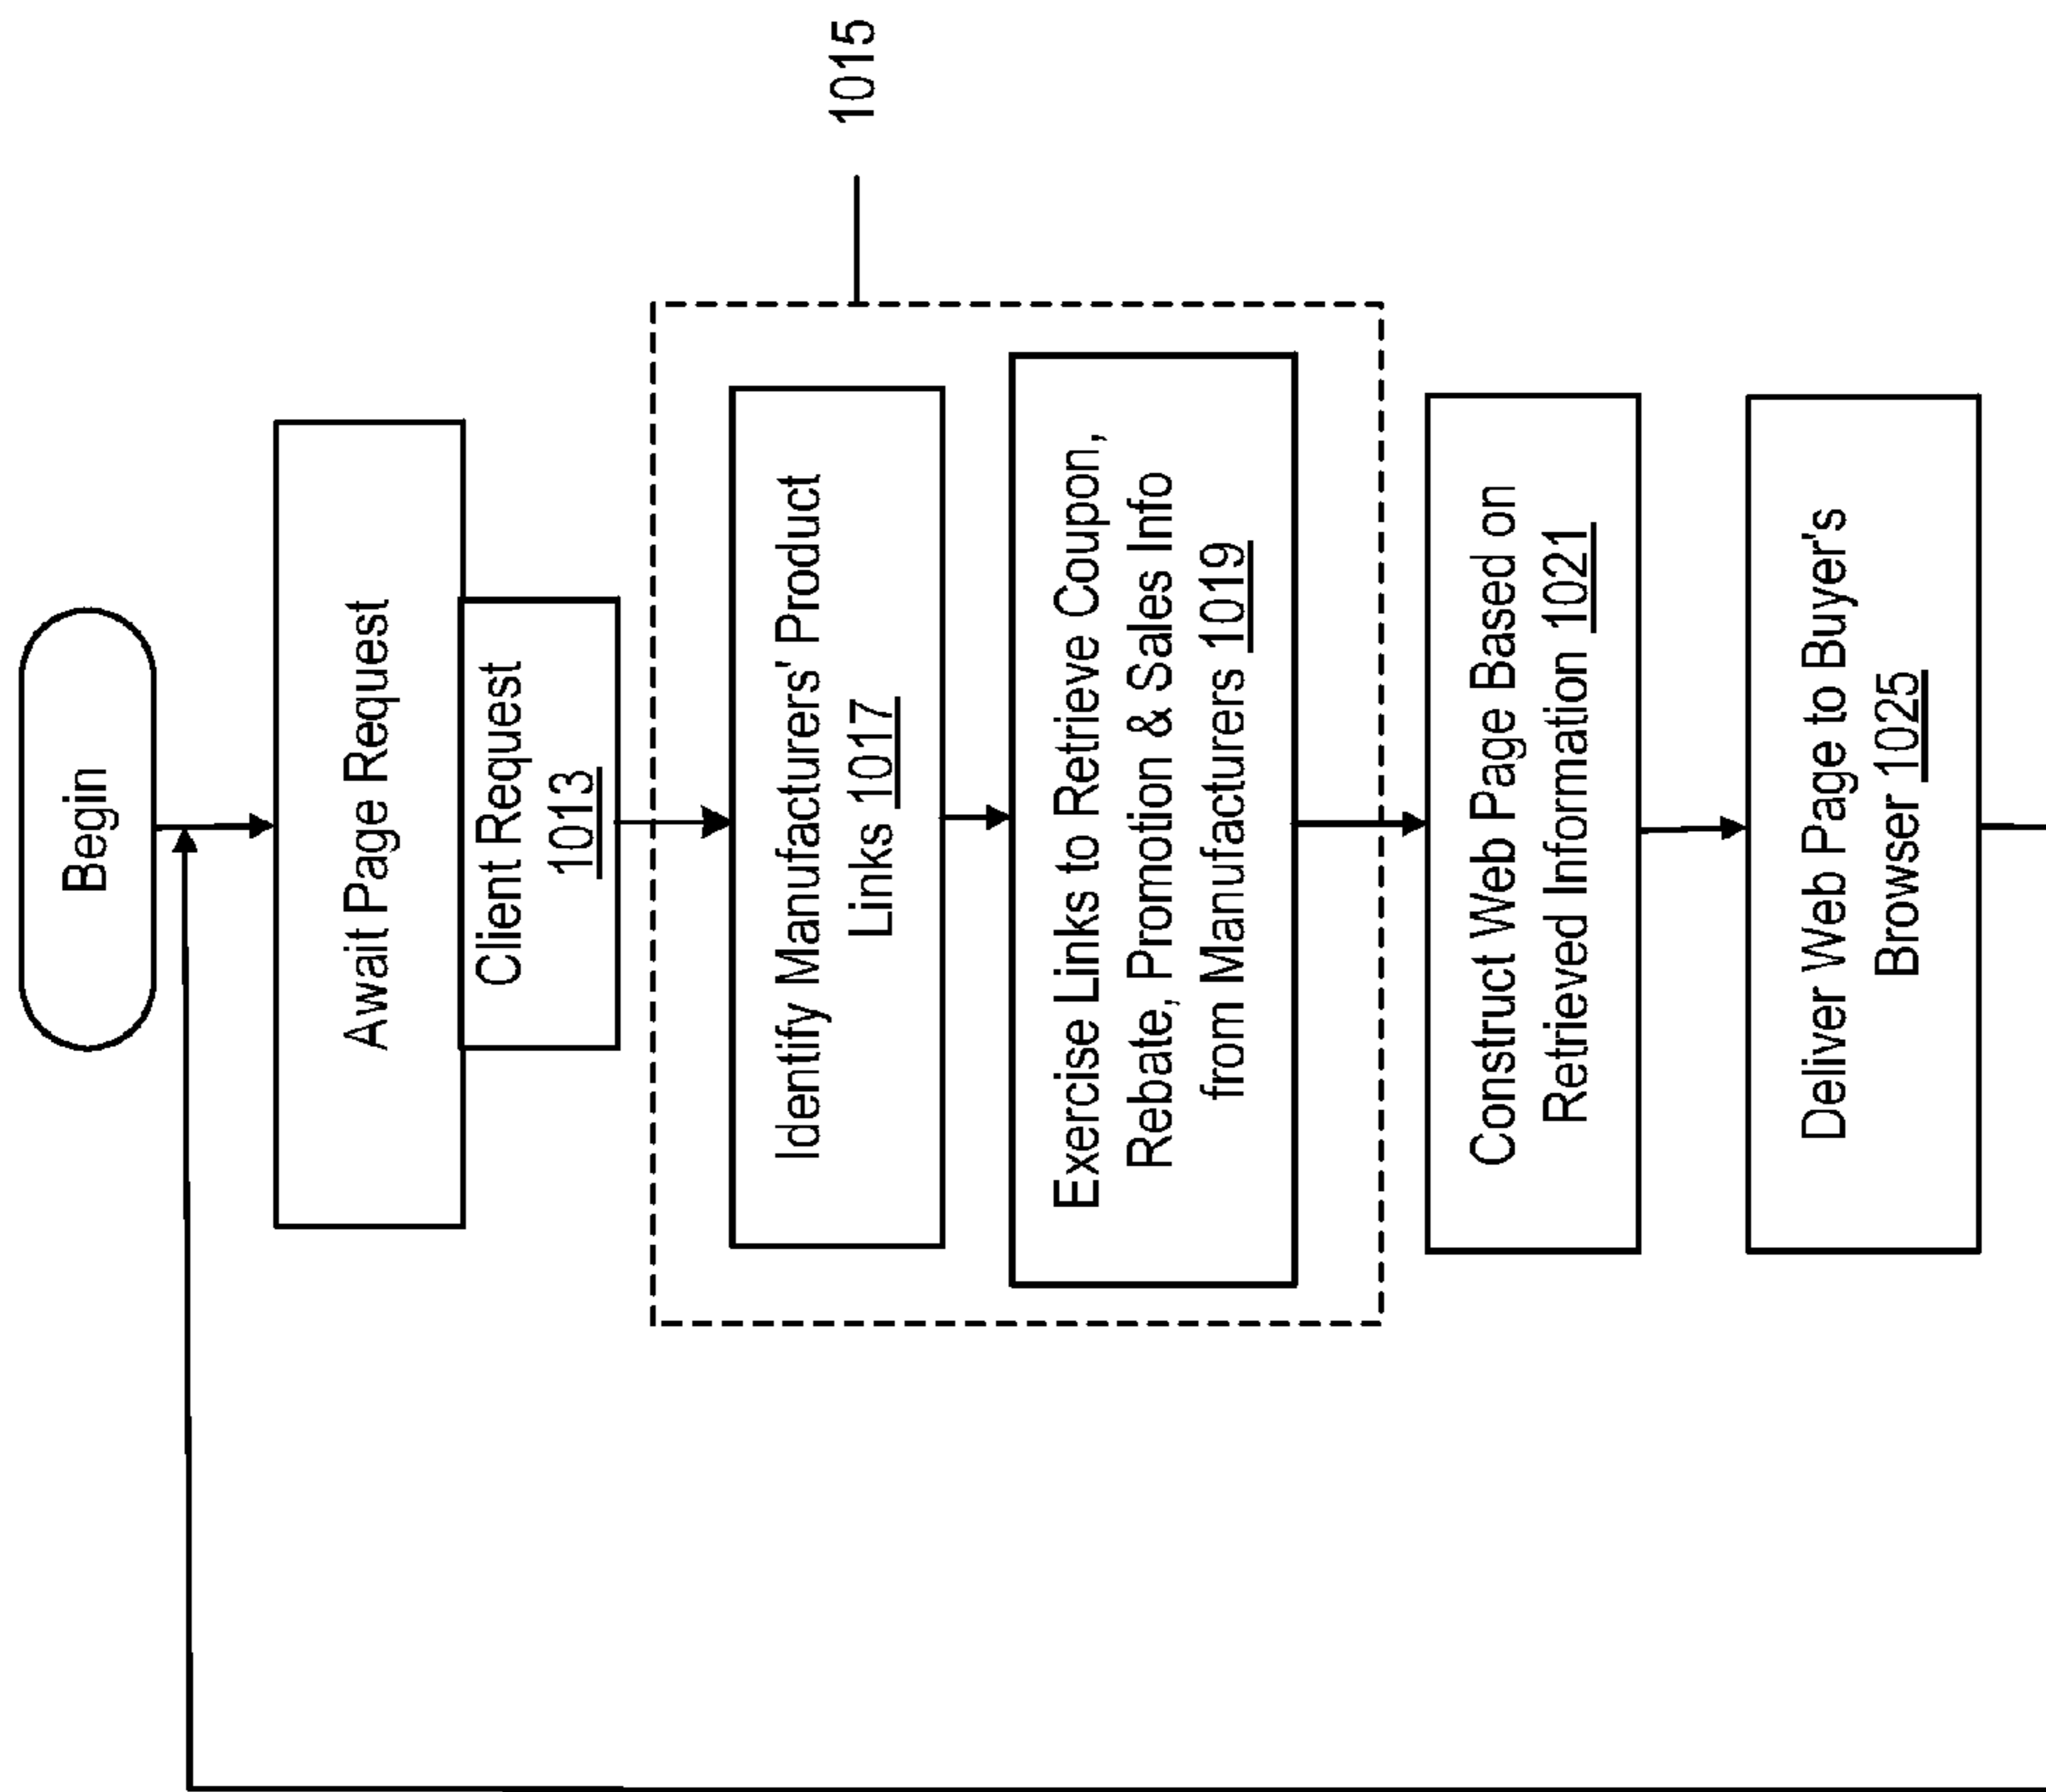 Begin
Await Page Request
Client Request
1013
1015
Identify Manufacturers' Product
Links 1017
Exercise Links to Retrieve Coupon,
Rebate, Promotion & Sales Info
from Manufacturers 1019
Construct Web Page Based on
Retrieved Information 1021
Deliver Web Page to Buyer's
Browser 1025